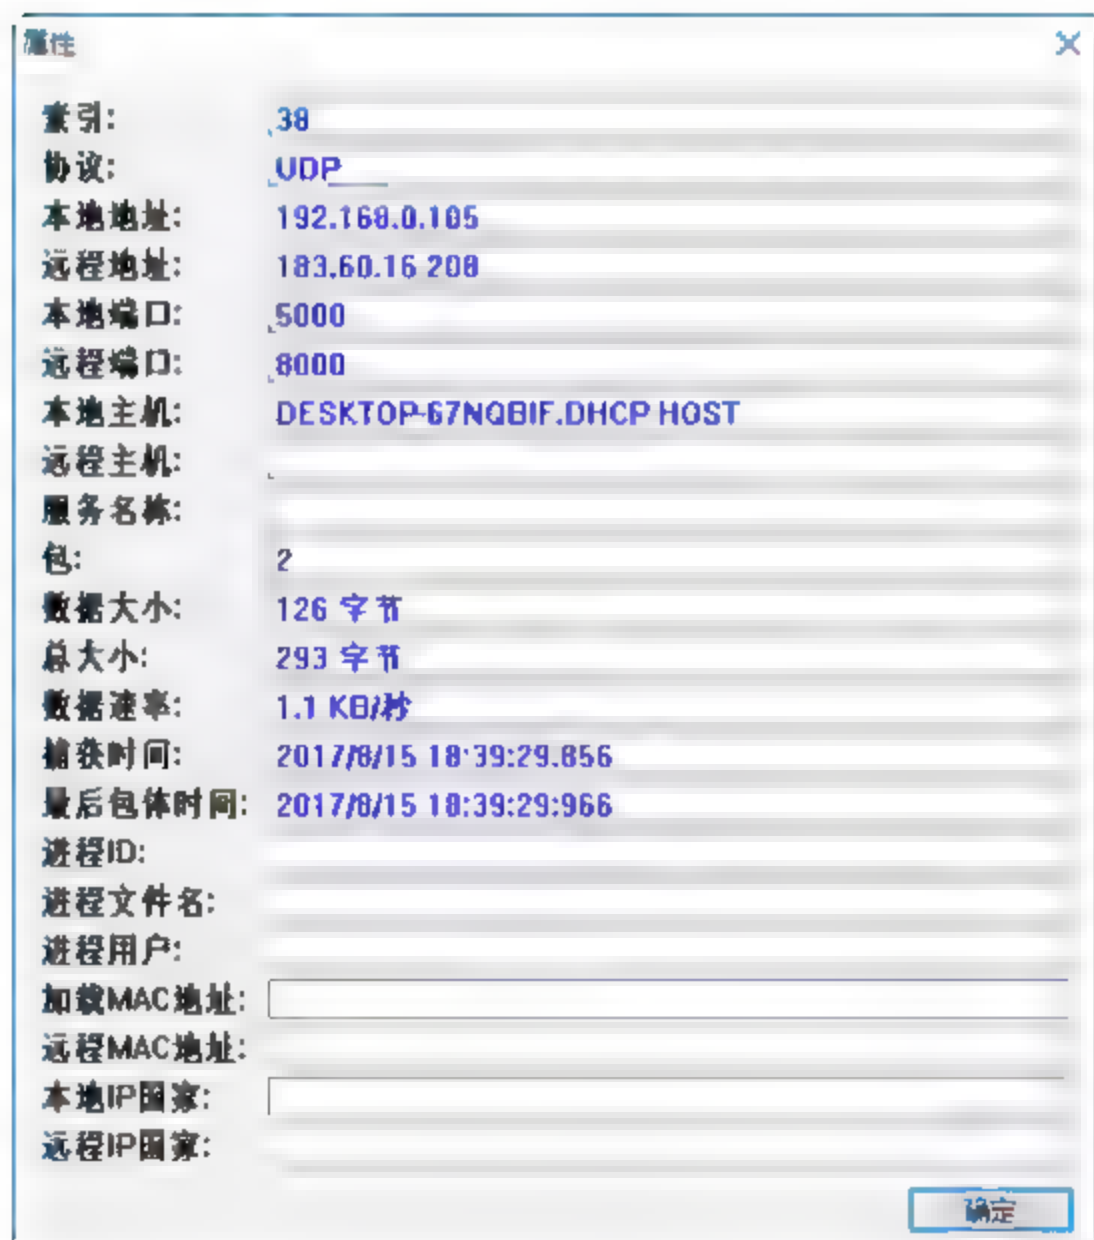 属性
索引: 38
协议: UDP
本地地址: 192.168.0.105
远程地址: 183.60.16.208
本地端口: 5000
远程端口: 8000
本地主机: DESKTOP-67NQBIF.DHCP HOST
远程主机:
服务名称:
包: 2
数据大小: 126 字节
总大小: 293 字节
数据速率: 1.1 KB/秒
捕获时间: 2017/8/15 18:39:29.856
最后包体时间: 2017/8/15 18:39:29:966
进程ID:
进程文件名:
进程用户:
加载MAC地址:
远程MAC地址:
本地IP国家:
远程IP国家:
确定